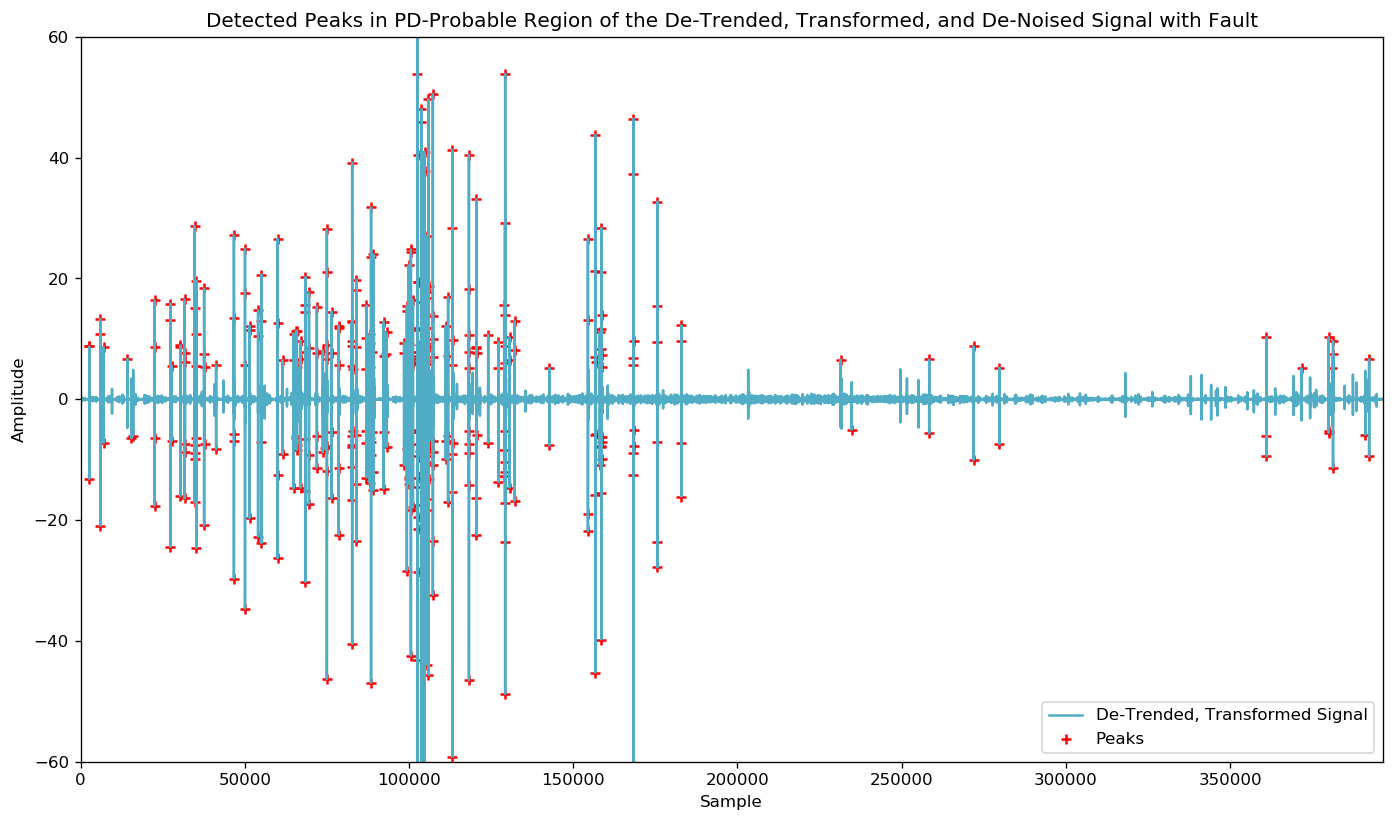 Detected Peaks in PD-Probable Region of the De-Trended, Transformed, and De-Noised Signal with Fault
60
40
20
0
−20
−40
−60
Amplitude
0 50000 100000 150000 200000 250000 300000 350000
Sample
De-Trended, Transformed Signal
Peaks